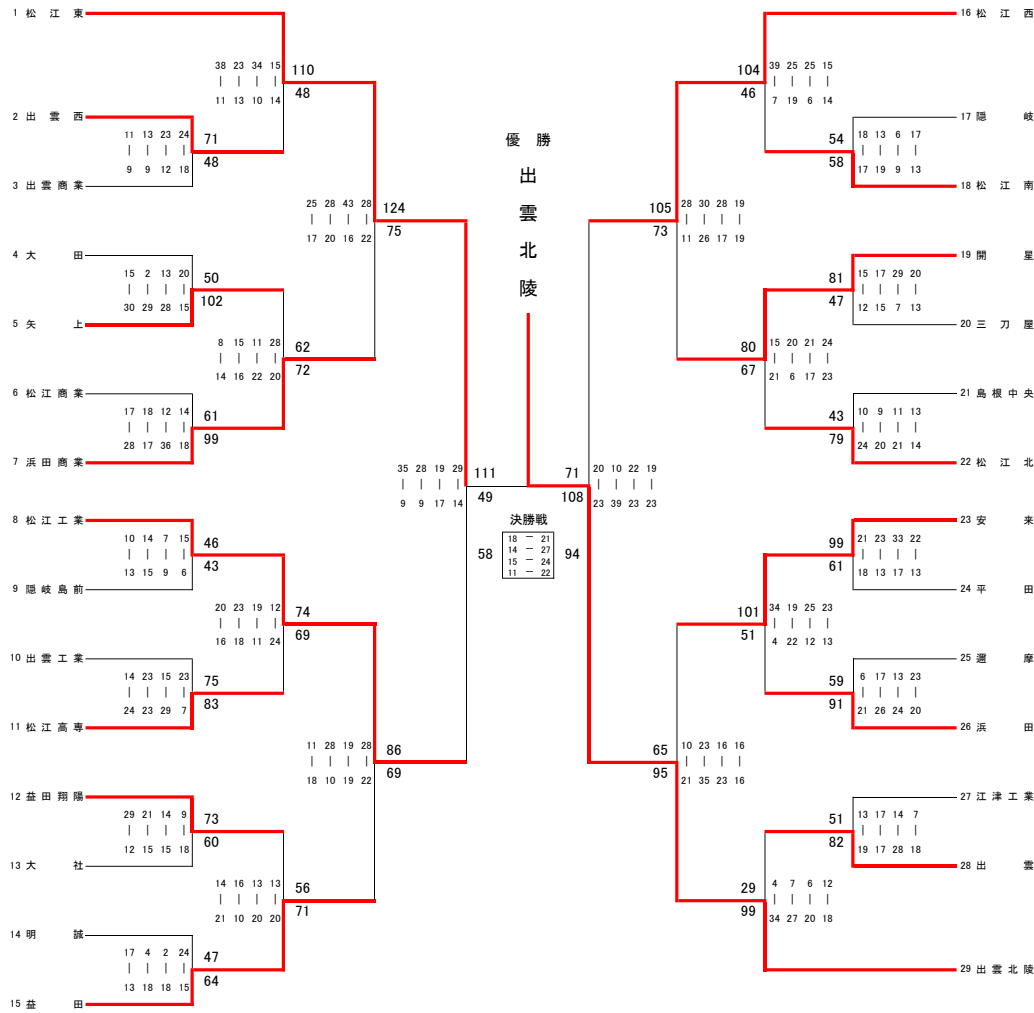 1 松江東
38 23 34 15
110
11 13 10 14
48
2 出雲西
11 13 23 24
71
9 9 12 18
48
3 出雲商業
25 28 43 28
124
17 20 16 22
75
4 大田
15 2 13 20
50
30 29 28 15
102
5 矢上
8 15 11 28
62
14 16 22 20
72
6 松江商業
17 18 12 14
61
28 17 36 18
99
7 浜田商業
35 28 19 29
111
9 9 17 14
49
8 松江工業
10 14 7 15
46
13 15 9 6
43
9 隠岐島前
20 23 19 12
74
16 18 11 24
69
10 出雲工業
14 23 15 23
75
24 23 29 7
83
11 松江高専
11 28 19 28
86
18 10 19 22
69
12 益田翔陽
29 21 14 9
73
12 15 15 18
60
13 大社
14 16 13 13
56
21 10 20 20
71
14 明誠
17 4 2 24
47
13 18 18 15
64
15 益田
優勝
出雲北陵
決勝戦
58
18 － 21
14 － 27
15 － 24
11 － 22
94
16 松江西
104
39 25 25 15
46
7 19 6 14
17 隠岐
54
18 13 6 17
58
17 19 9 13
18 松江南
105
28 30 28 19
73
11 26 17 19
19 開星
81
15 17 29 20
47
12 15 7 13
20 三刀屋
80
15 20 21 24
67
21 6 17 23
21 島根中央
43
10 9 11 13
79
24 20 21 14
22 松江北
71
20 10 22 19
108
23 39 23 23
23 安来
99
21 23 33 22
61
18 13 17 13
24 平田
101
34 19 25 23
51
4 22 12 13
25 邇摩
59
6 17 13 23
91
21 26 24 20
26 浜田
65
10 23 16 16
95
21 35 23 16
27 江津工業
51
13 17 14 7
82
19 17 28 18
28 出雲
29
4 7 6 12
99
34 27 20 18
29 出雲北陵